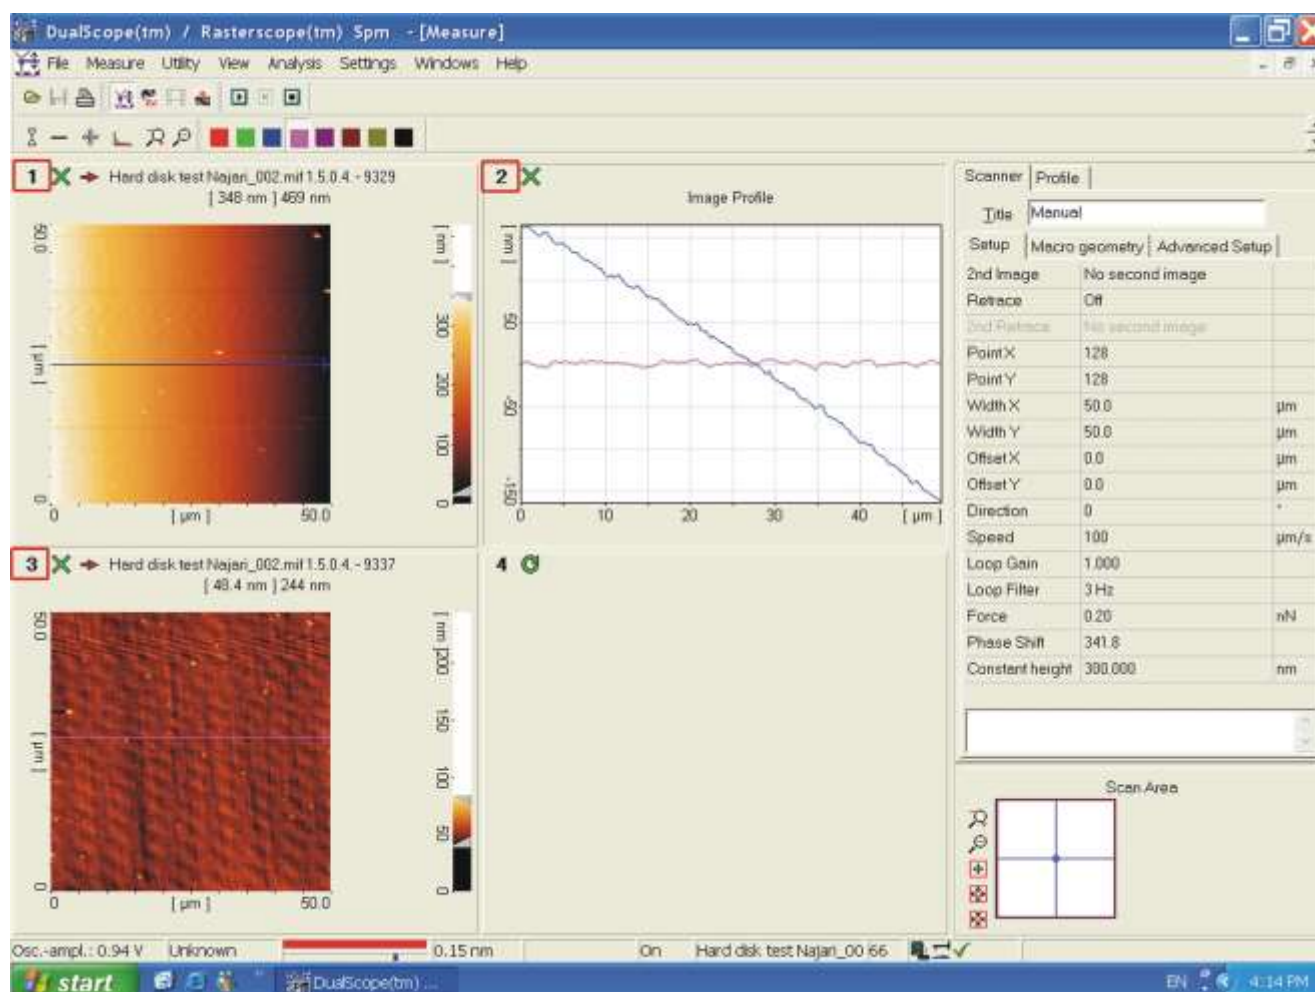 DualScope(tm) / Rasterscope(tm) Spm - [Measure]
File Measure Utility View Analysis Settings Windows Help
1 Hard disk test Najari_002.mif 1.5.0.4. - 9329
[ 348 nm ] 469 nm
50.0
[ µm ]
0
0 [ µm ] 50.0
[ nm ]
300
200
100
0
2
Image Profile
[ nm ]
50
-50
-150
0 10 20 30 40 [ µm ]
3 Hard disk test Najari_002.mif 1.5.0.4. - 9337
[ 48.4 nm ] 244 nm
50.0
[ µm ]
0
0 [ µm ] 50.0
[ nm ]
200
150
100
50
0
4
Scanner Profile
Title Manual
Setup Macro geometry Advanced Setup
2nd Image No second image
Retrace Off
2nd Retrace No second image
Point X 128
Point Y 128
Width X 50.0 µm
Width Y 50.0 µm
Offset X 0.0 µm
Offset Y 0.0 µm
Direction 0 °
Speed 100 µm/s
Loop Gain 1.000
Loop Filter 3 Hz
Force 0.20 nN
Phase Shift 341.8
Constant height 300.000 nm
Scan Area
Osc.-ampl.: 0.94 V Unknown 0.15 nm On Hard disk test Najari_00 66
start DualScope(tm) ... EN 4:14 PM